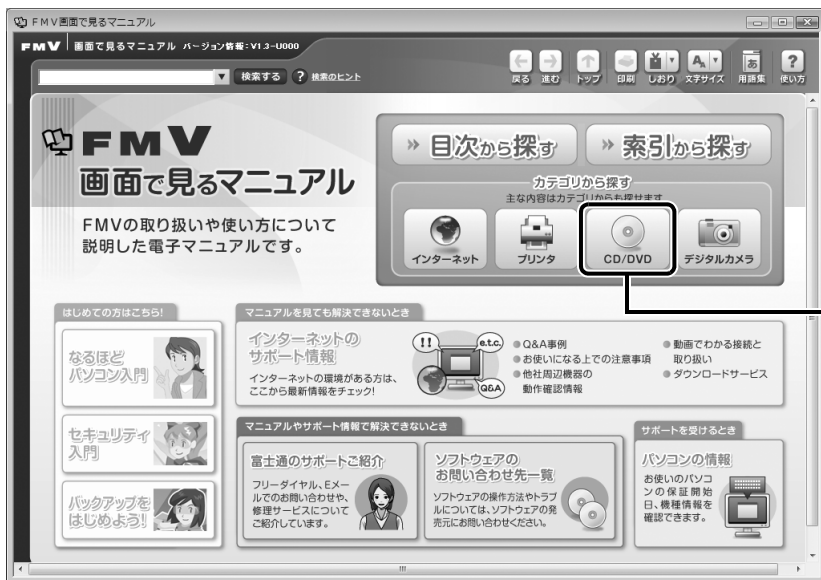 FMV画面で見るマニュアル
FMV 画面で見るマニュアル バージョン情報:V1.3-U000
検索する ? 検索のヒント
戻る 進む トップ 印刷 しおり 文字サイズ 用語集 使い方
FMV
画面で見るマニュアル
FMVの取り扱いや使い方について
説明した電子マニュアルです。
» 目次から探す
» 索引から探す
カテゴリから探す
主な内容はカテゴリからも探せます
インターネット
プリンタ
CD/DVD
デジタルカメラ
はじめての方はこちら!
なるほど
パソコン入門
セキュリティ
入門
バックアップを
はじめよう!
マニュアルを見ても解決できないとき
インターネットの
サポート情報
インターネットの環境がある方は、
ここから最新情報をチェック!
!!
e.t.c.
Q&A
Q&A事例
お使いになる上での注意事項
他社周辺機器の
動作確認情報
動画でわかる接続と
取り扱い
ダウンロードサービス
マニュアルやサポート情報で解決できないとき
富士通のサポートご紹介
フリーダイヤル、Eメー
ルでのお問い合わせや、
修理サービスについて
ご紹介しています。
ソフトウェアの
お問い合わせ先一覧
ソフトウェアの操作方法やトラブ
ルについては、ソフトウェアの発
売元にお問い合わせください。
サポートを受けるとき
パソコンの情報
お使いのパソコ
ンの保証開始
日、機種情報を
確認できます。